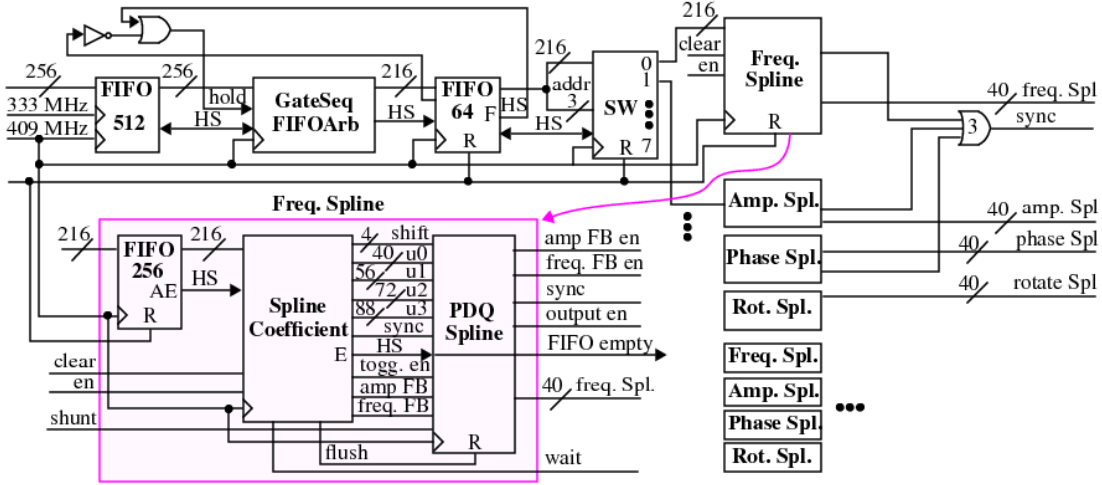 216
256
FIFO
512
333 MHz
409 MHz
256
hold
HS
GateSeq
FIFOArb
216
HS
FIFO
64
F
R
HS
216
addr
3
HS
SW
0
1
7
R
216
clear
en
Freq.
Spline
R
40 freq. Spl
sync
3
Amp. Spl.
40 amp. Spl
Phase Spl.
40 phase Spl
Rot. Spl.
40 rotate Spl
Freq. Spl.
Amp. Spl.
Phase Spl.
Rot. Spl.
Freq. Spline
216
FIFO
256
AE
R
216
HS
Spline
Coefficient
E
4 shift
40 u0
56 u1
72 u2
88 u3
sync
HS
togg. en
amp FB
freq. FB
PDQ
Spline
R
amp FB en
freq. FB en
sync
output en
FIFO empty
40 freq. Spl.
clear
en
shunt
flush
wait